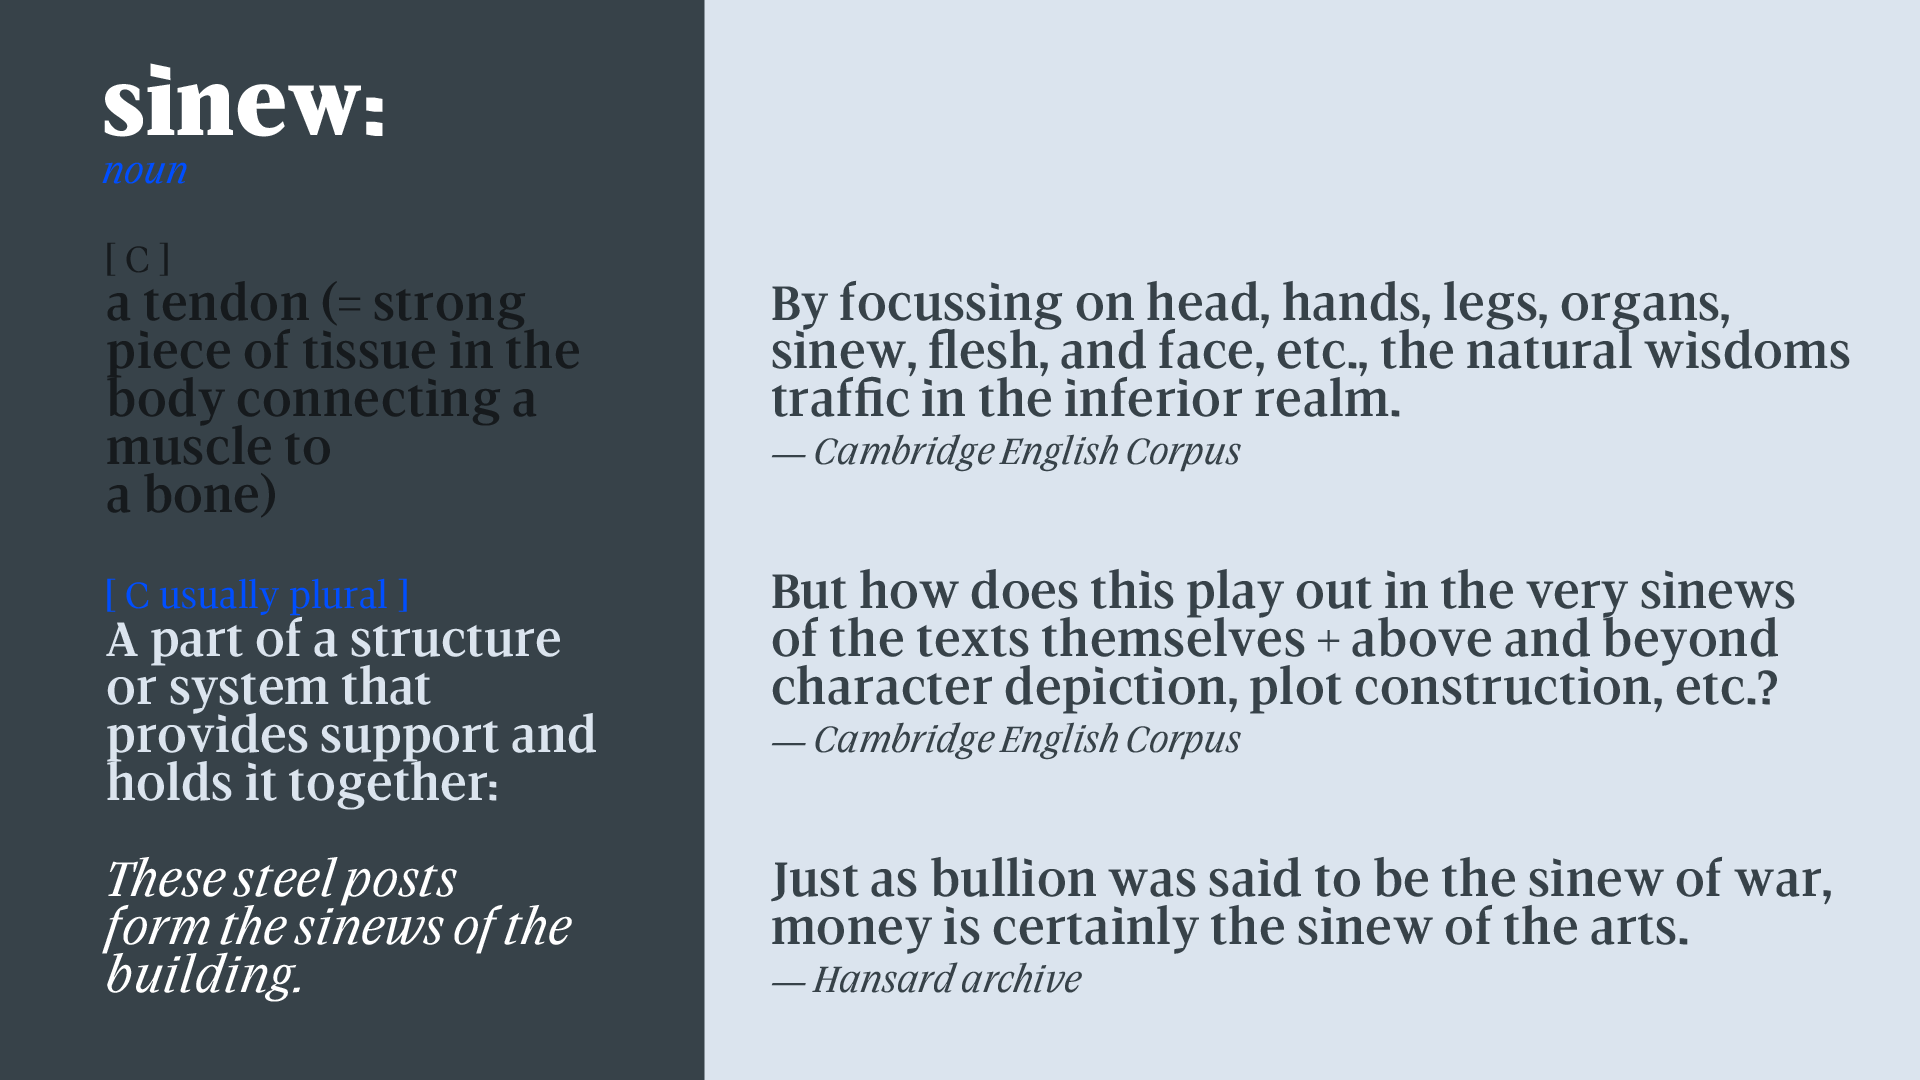 sinew:
noun
[ C ]
a tendon (= strong
piece of tissue in the
body connecting a
muscle to
a bone)
[ C usually plural ]
A part of a structure
or system that
provides support and
holds it together:
These steel posts
form the sinews of the
building.
By focussing on head, hands, legs, organs,
sinew, flesh, and face, etc.., the natural wisdoms
traffic in the inferior realm.
— Cambridge English Corpus
But how does this play out in the very sinews
of the texts themselves + above and beyond
character depiction, plot construction, etc.?
— Cambridge English Corpus
Just as bullion was said to be the sinew of war,
money is certainly the sinew of the arts.
— Hansard archive